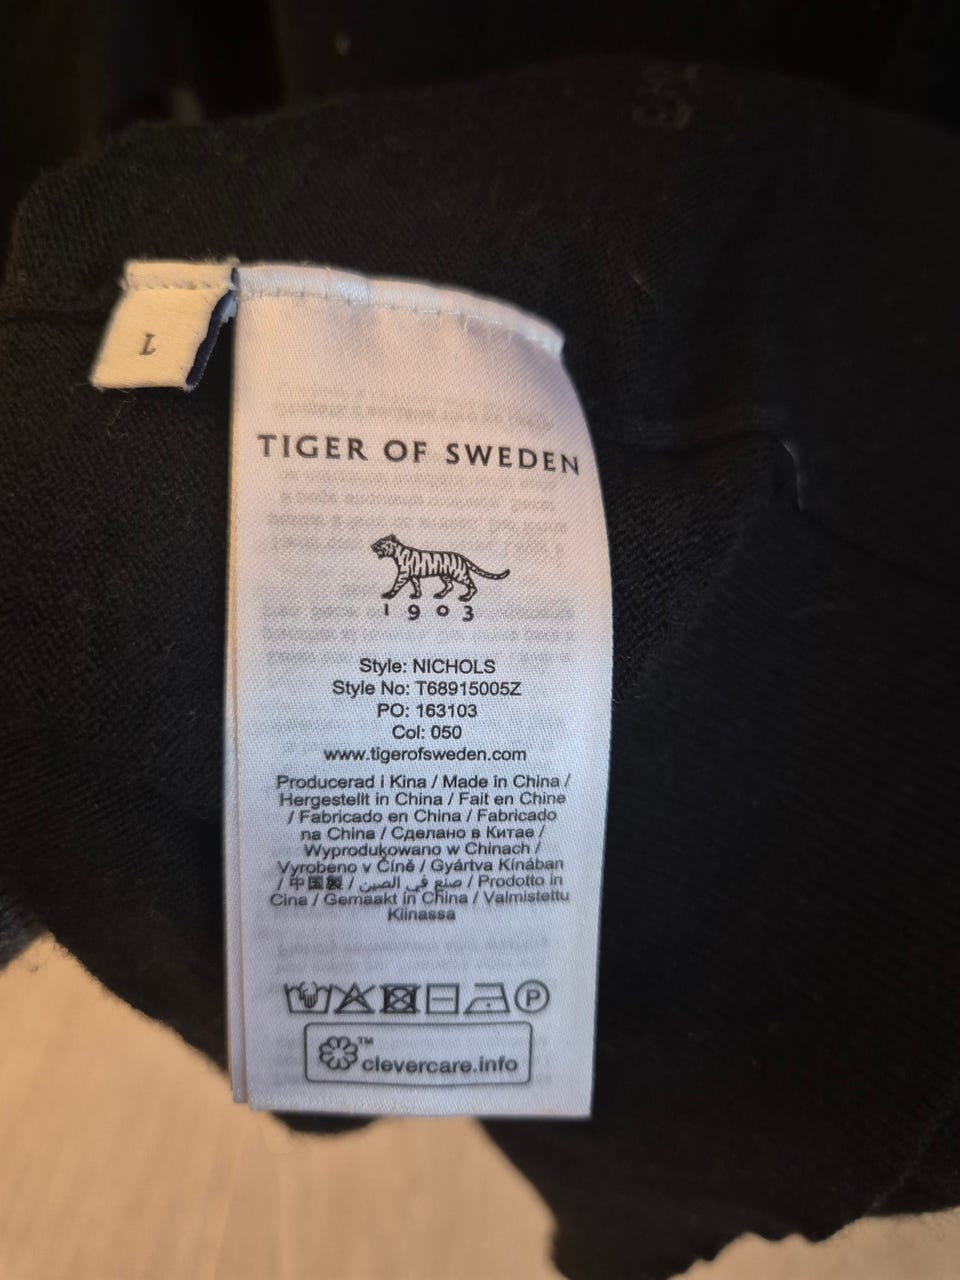 L
TIGER OF SWEDEN
1903
Style: NICHOLS
Style No: T68915005Z
PO: 163103
Col: 050
www.tigerofsweden.com
Producerad i Kina / Made in China /
Hergestellt in China / Fait en Chine
/ Fabricado en China / Fabricado
na China / Сделано в Китае /
Wyprodukowano w Chinach /
Vyrobeno v Číně / Gyártva Kínában
/ 中国製 / صنع في الصين / Prodotto in
Cina / Gemaakt in China / Valmistettu
Kiinassa
P
™
clevercare.info